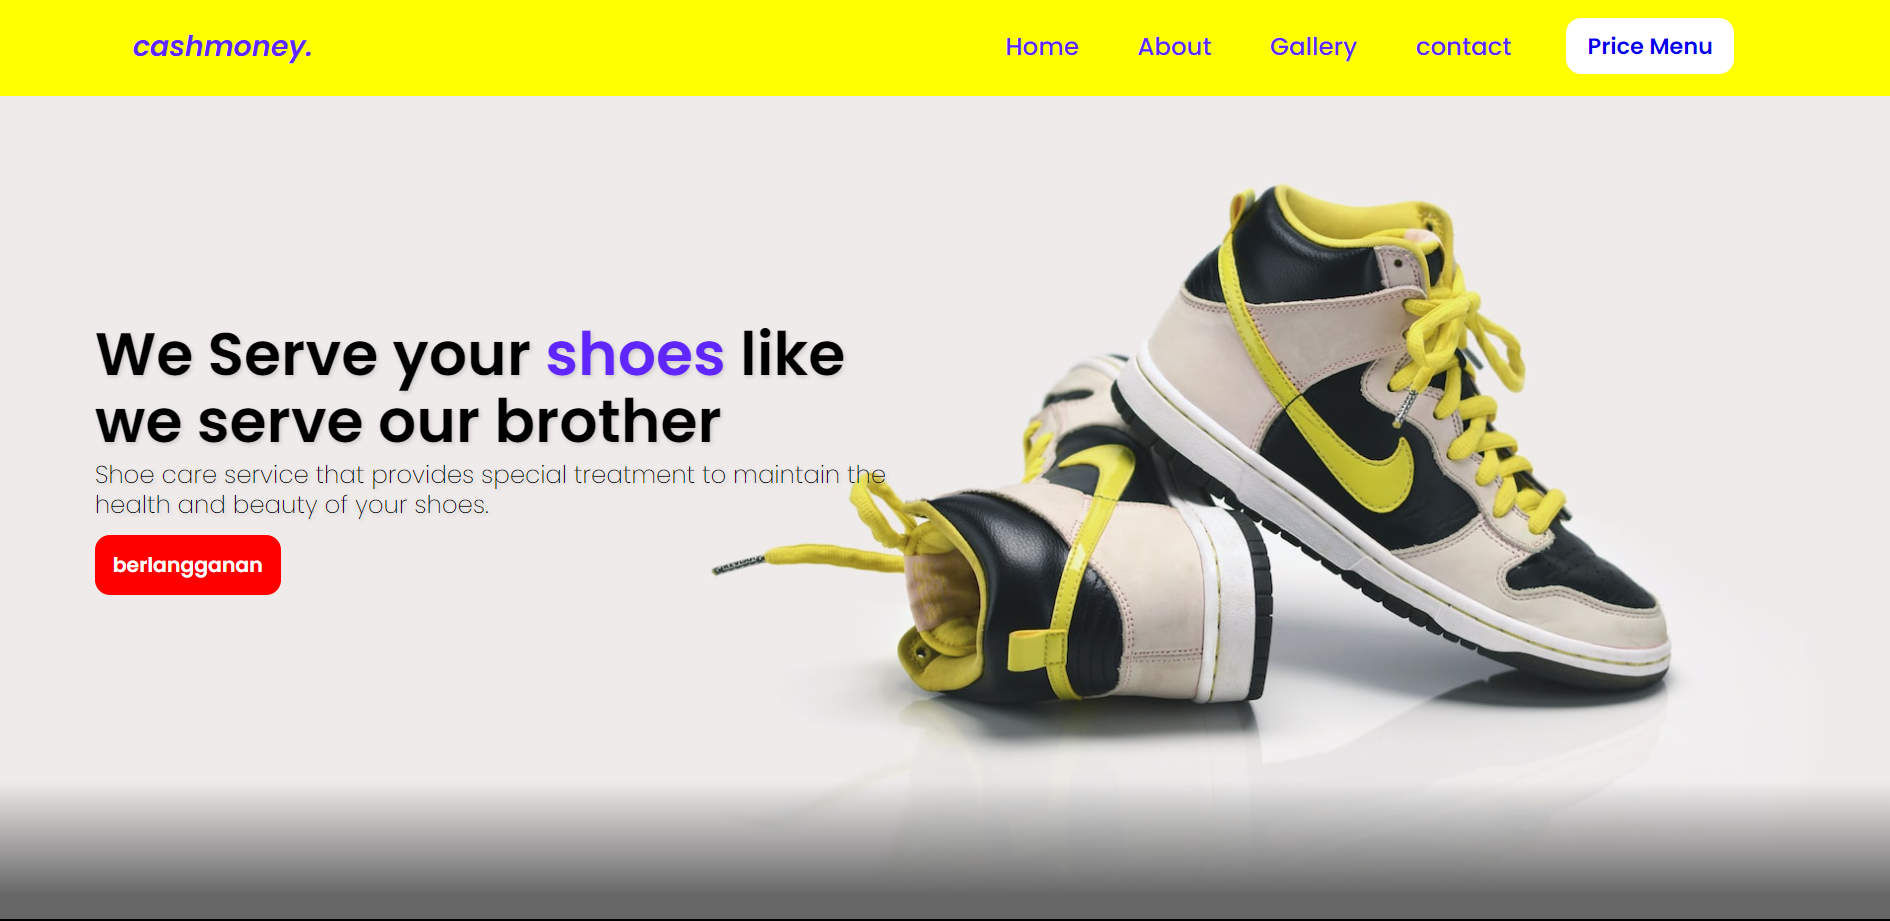 cashmoney.
Home About Gallery contact Price Menu
We Serve your shoes like
we serve our brother
Shoe care service that provides special treatment to maintain the
health and beauty of your shoes.
berlangganan